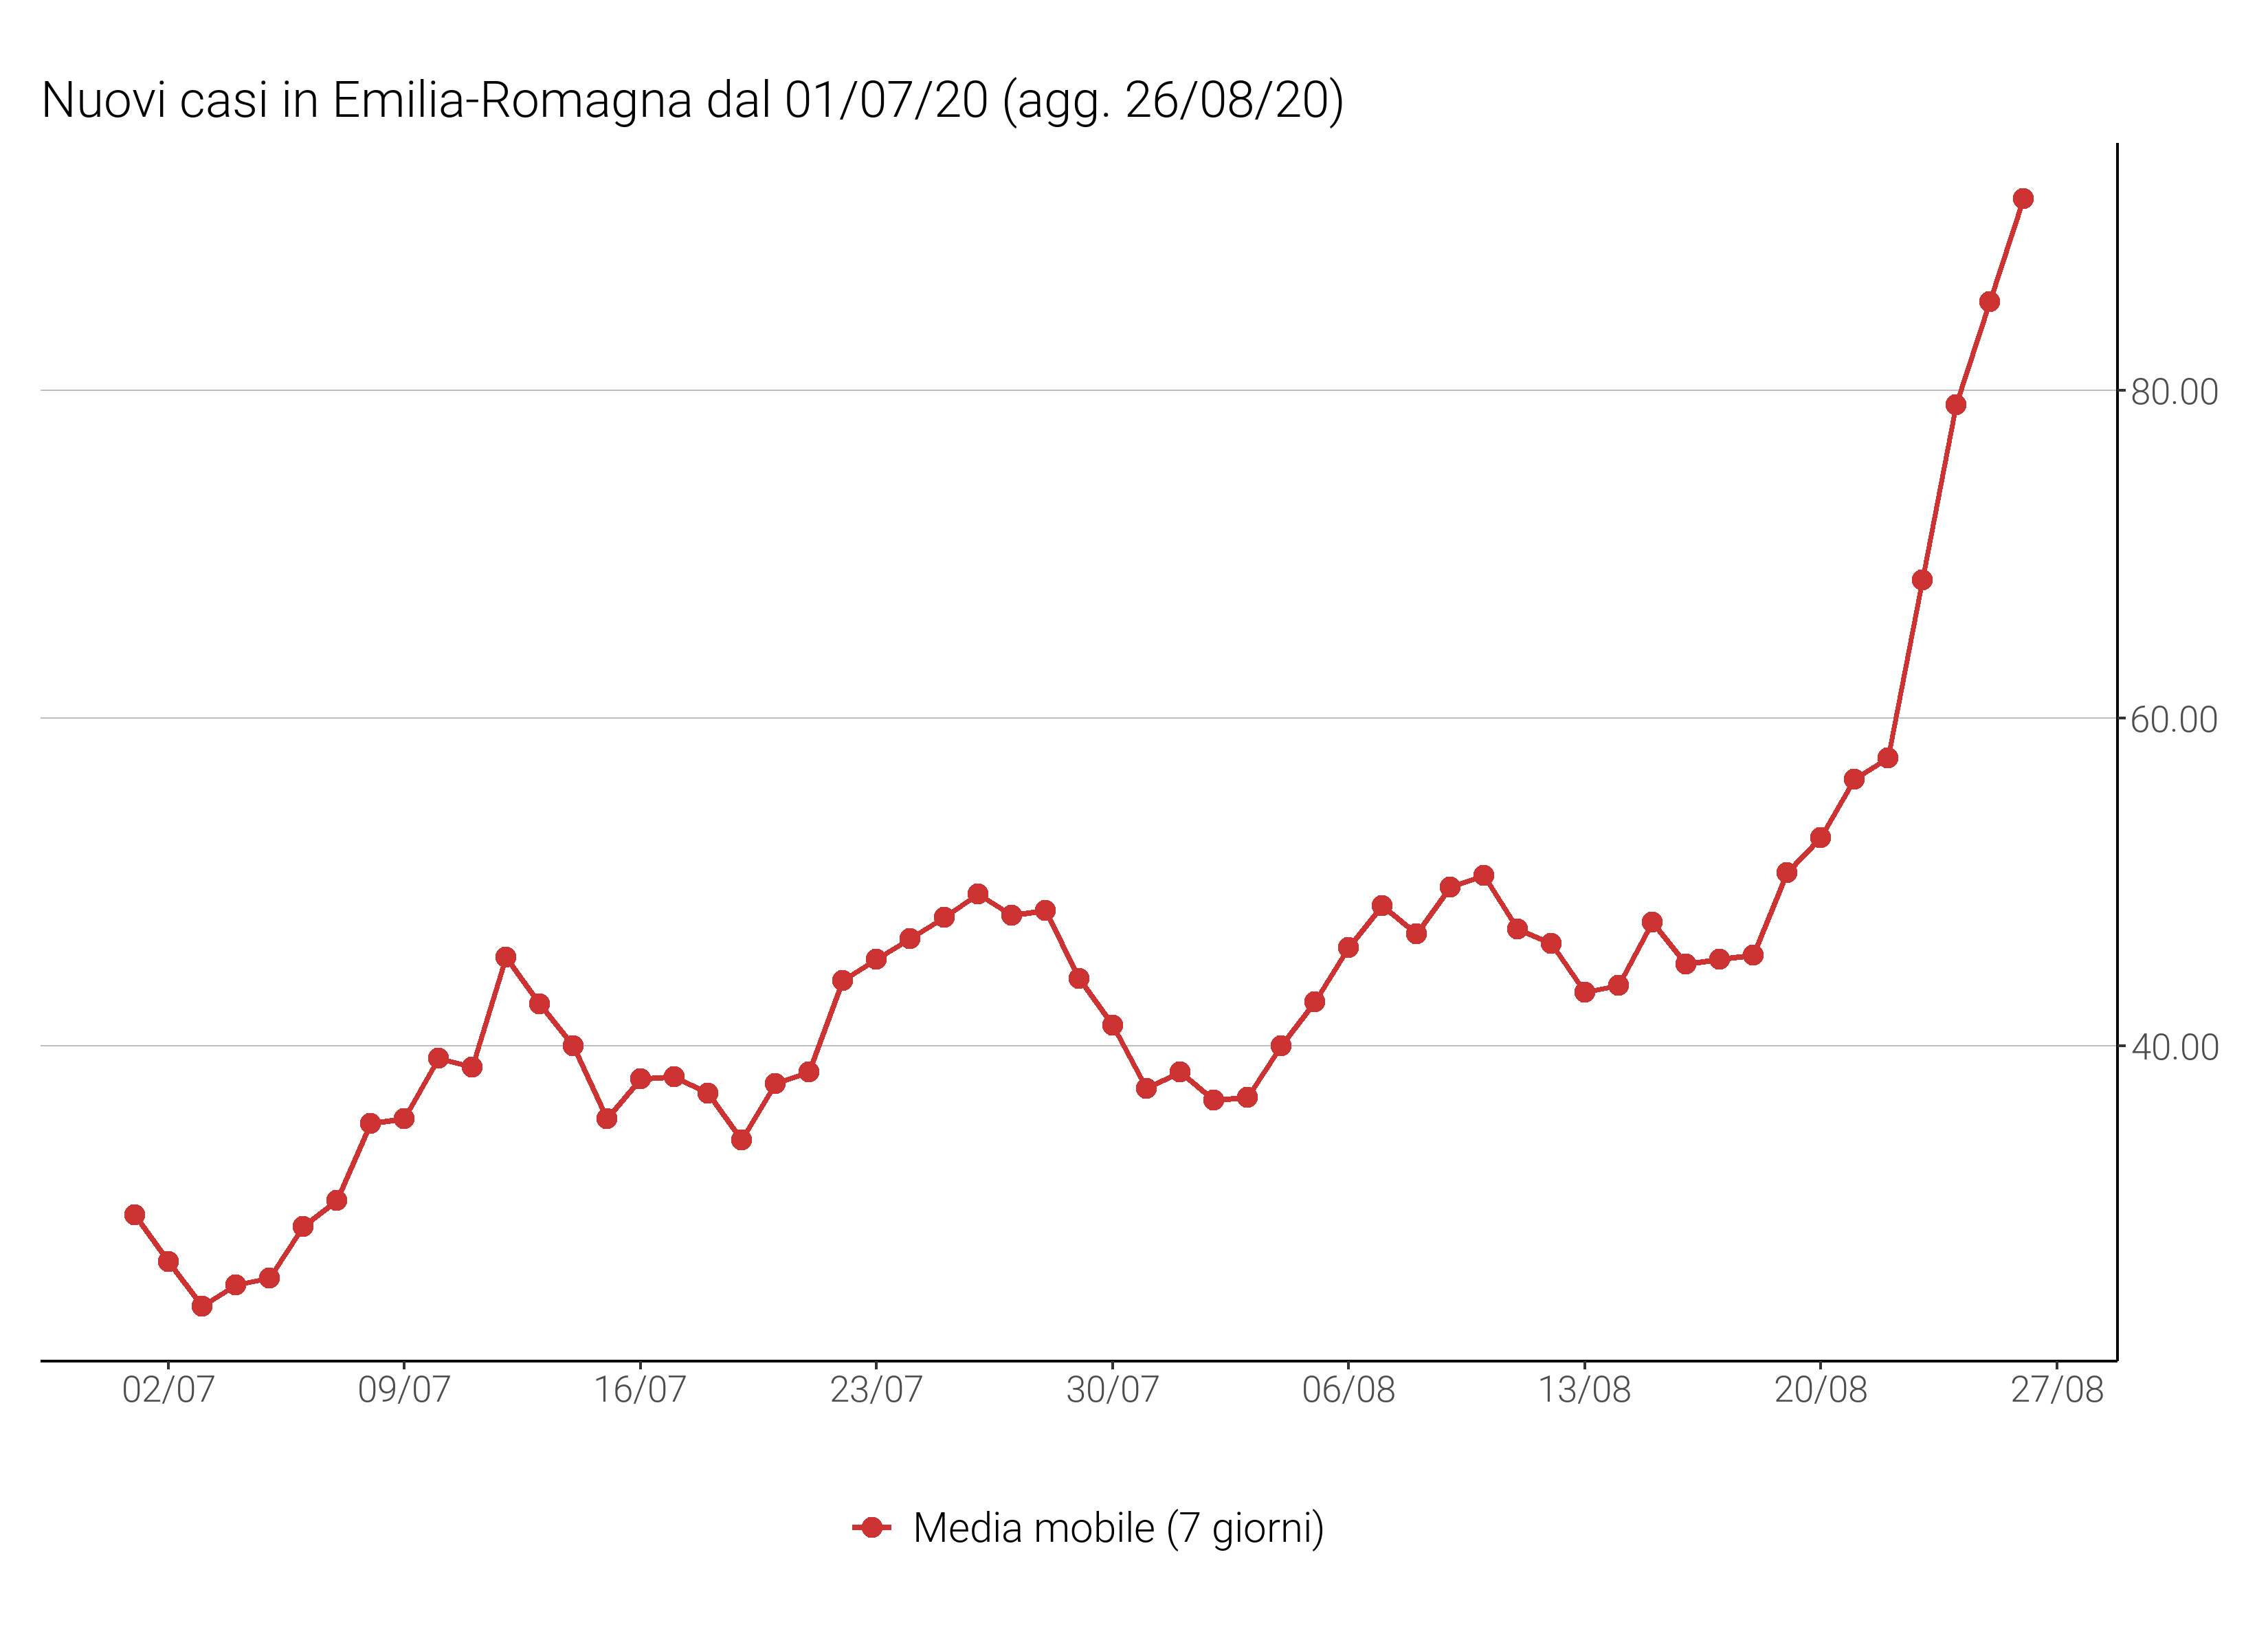 Nuovi casi in Emilia-Romagna dal 01/07/20 (agg. 26/08/20)
80.00
60.00
40.00
02/07 09/07 16/07 23/07 30/07 06/08 13/08 20/08 27/08
Media mobile (7 giorni)